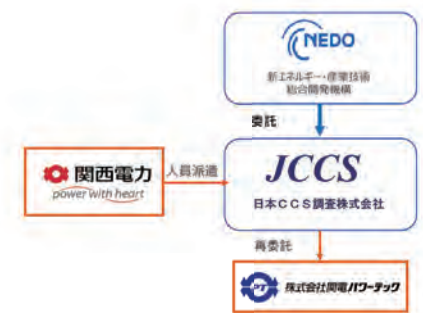 NEDO
新エネルギー・産業技術
総合開発機構
委託
関西電力
power with heart
人員派遣
JCCS
日本CCS調査株式会社
再委託
PT
株式会社関電パワーテック